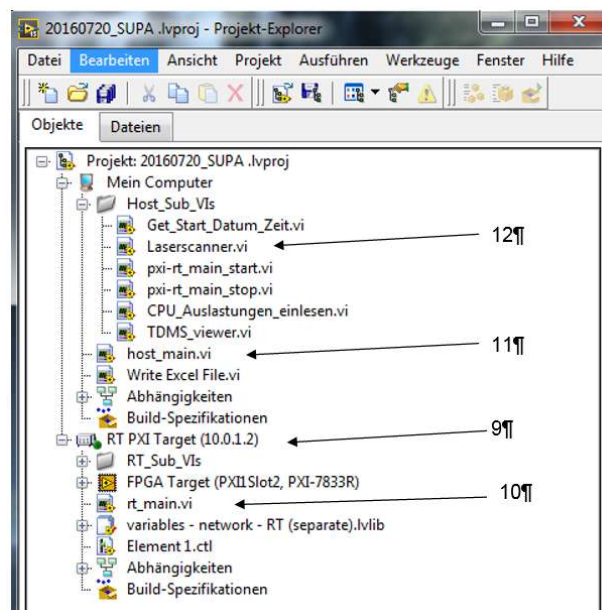 20160720_SUPA .lvproj - Projekt-Explorer
Datei Bearbeiten Ansicht Projekt Ausführen Werkzeuge Fenster Hilfe
Objekte Dateien
Projekt: 20160720_SUPA .lvproj
Mein Computer
Host_Sub_VIs
Get_Start_Datum_Zeit.vi
Laserscanner.vi 12¶
pxi-rt_main_start.vi
pxi-rt_main_stop.vi
CPU_Auslastungen_einlesen.vi
TDMS_viewer.vi
host_main.vi 11¶
Write Excel File.vi
Abhängigkeiten
Build-Spezifikationen
RT PXI Target (10.0.1.2) 9¶
RT_Sub_VIs
FPGA Target (PXI1Slot2, PXI-7833R)
rt_main.vi 10¶
variables - network - RT (separate).lvlib
Element 1.ctl
Abhängigkeiten
Build-Spezifikationen